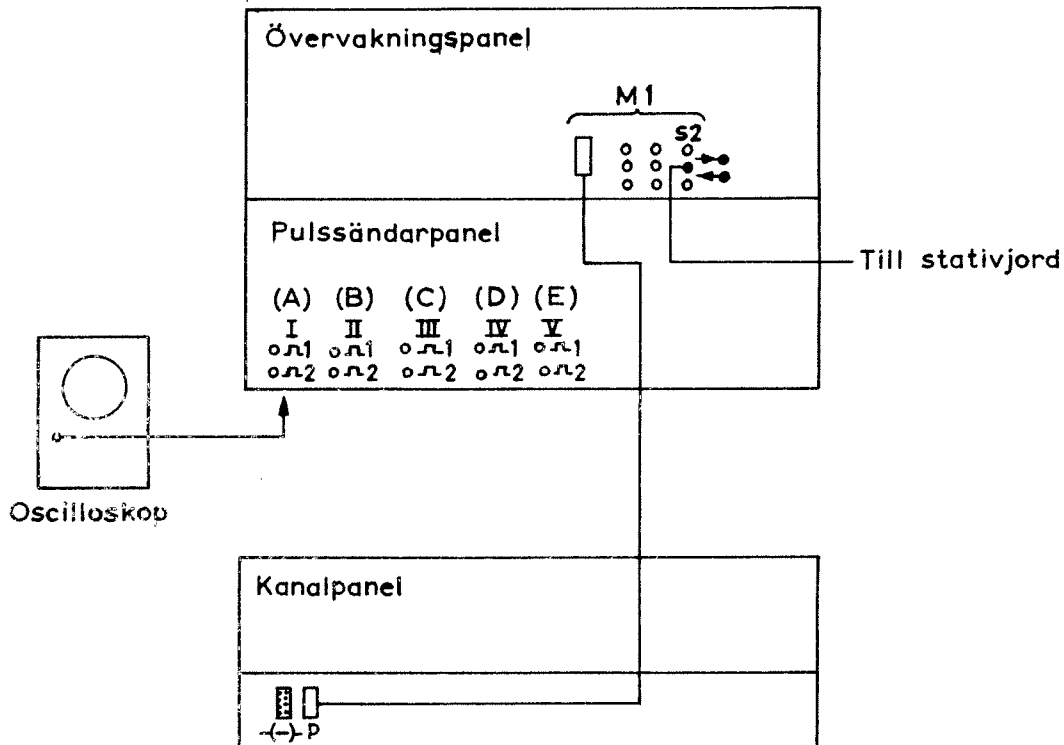 Övervakningspanel
M1
S2
Pulssändarpanel
Till stativjord
(A) (B) (C) (D) (E)
I II III IV V
1 1 1 1 1
2 2 2 2 2
Oscilloskop
Kanalpanel
-(-)- P